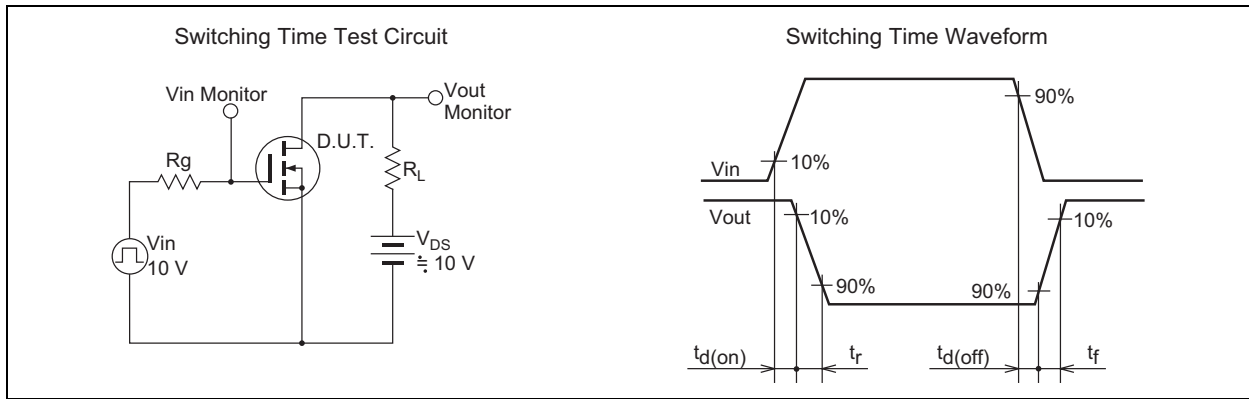 Switching Time Test Circuit
Vin Monitor
Vout
Monitor
D.U.T.
Rg
RL
Vin
10 V
VDS
≒ 10 V
Switching Time Waveform
90%
10%
Vin
Vout
10%
10%
90%
90%
td(on)
tr
td(off)
tf